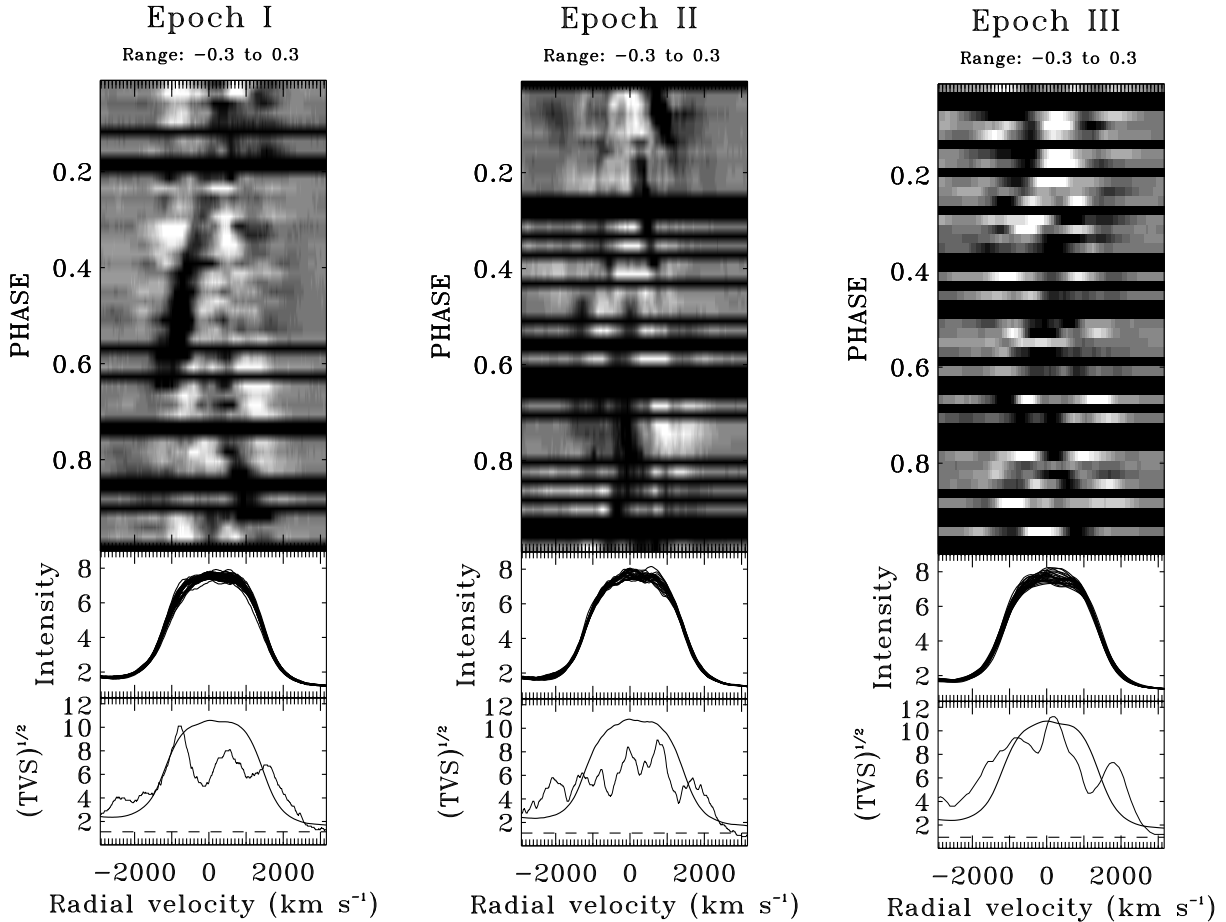 Epoch I
Range: −0.3 to 0.3
PHASE
0.2
0.4
0.6
0.8
Intensity
8
6
4
2
(TVS)¹/²
12
10
8
6
4
2
−2000 0 2000
Radial velocity (km s⁻¹)
Epoch II
Range: −0.3 to 0.3
PHASE
0.2
0.4
0.6
0.8
Intensity
8
6
4
2
(TVS)¹/²
12
10
8
6
4
2
−2000 0 2000
Radial velocity (km s⁻¹)
Epoch III
Range: −0.3 to 0.3
PHASE
0.2
0.4
0.6
0.8
Intensity
8
6
4
2
(TVS)¹/²
12
10
8
6
4
2
−2000 0 2000
Radial velocity (km s⁻¹)